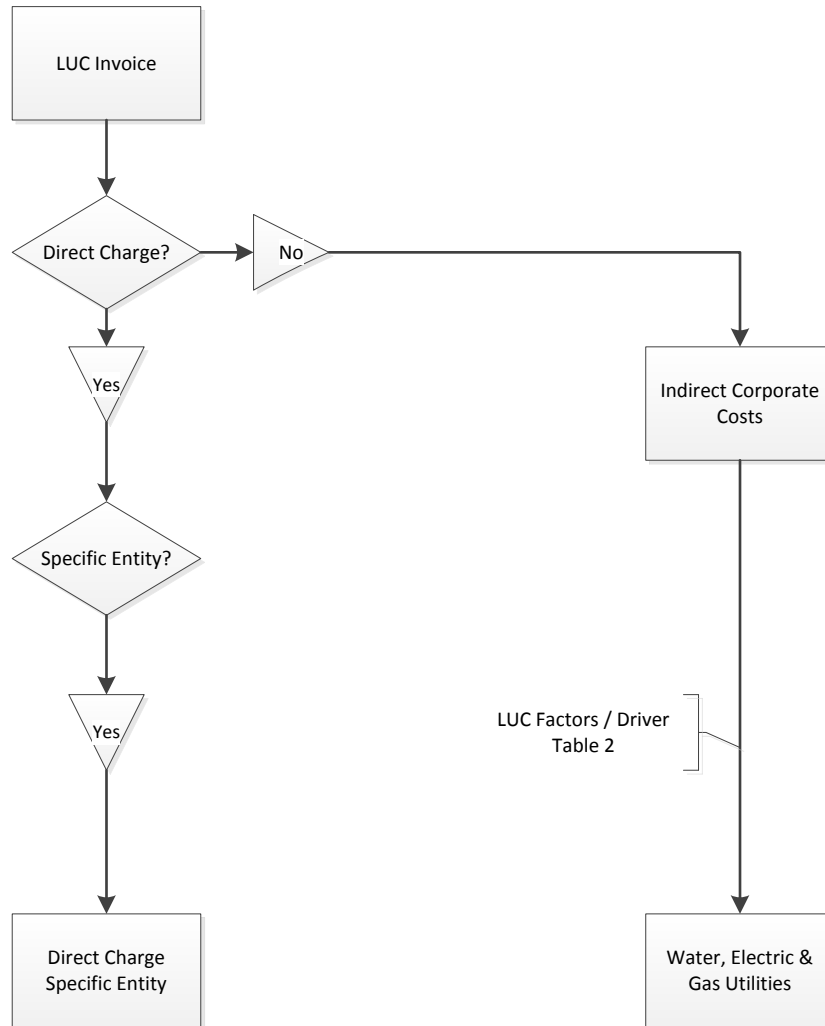 LUC Invoice
Direct Charge?
No
Yes
Indirect Corporate
Costs
Specific Entity?
Yes
LUC Factors / Driver
Table 2
Direct Charge
Specific Entity
Water, Electric &
Gas Utilities